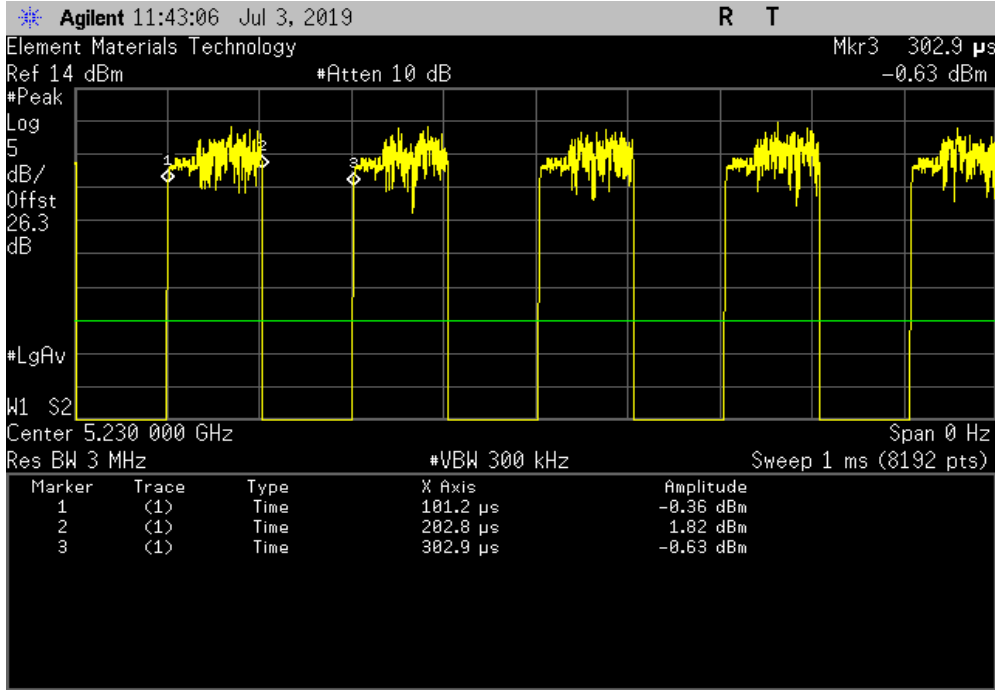 Agilent 11:43:06 Jul 3, 2019 R T
Element Materials Technology Mkr3 302.9 µs
Ref 14 dBm #Atten 10 dB -0.63 dBm
#Peak
Log
5
dB/
Offst
26.3
dB
1 2 3
#LgAv
W1 S2
Center 5.230 000 GHz Span 0 Hz
Res BW 3 MHz #VBW 300 kHz Sweep 1 ms (8192 pts)
Marker Trace Type X Axis Amplitude
1 (1) Time 101.2 µs -0.36 dBm
2 (1) Time 202.8 µs 1.82 dBm
3 (1) Time 302.9 µs -0.63 dBm